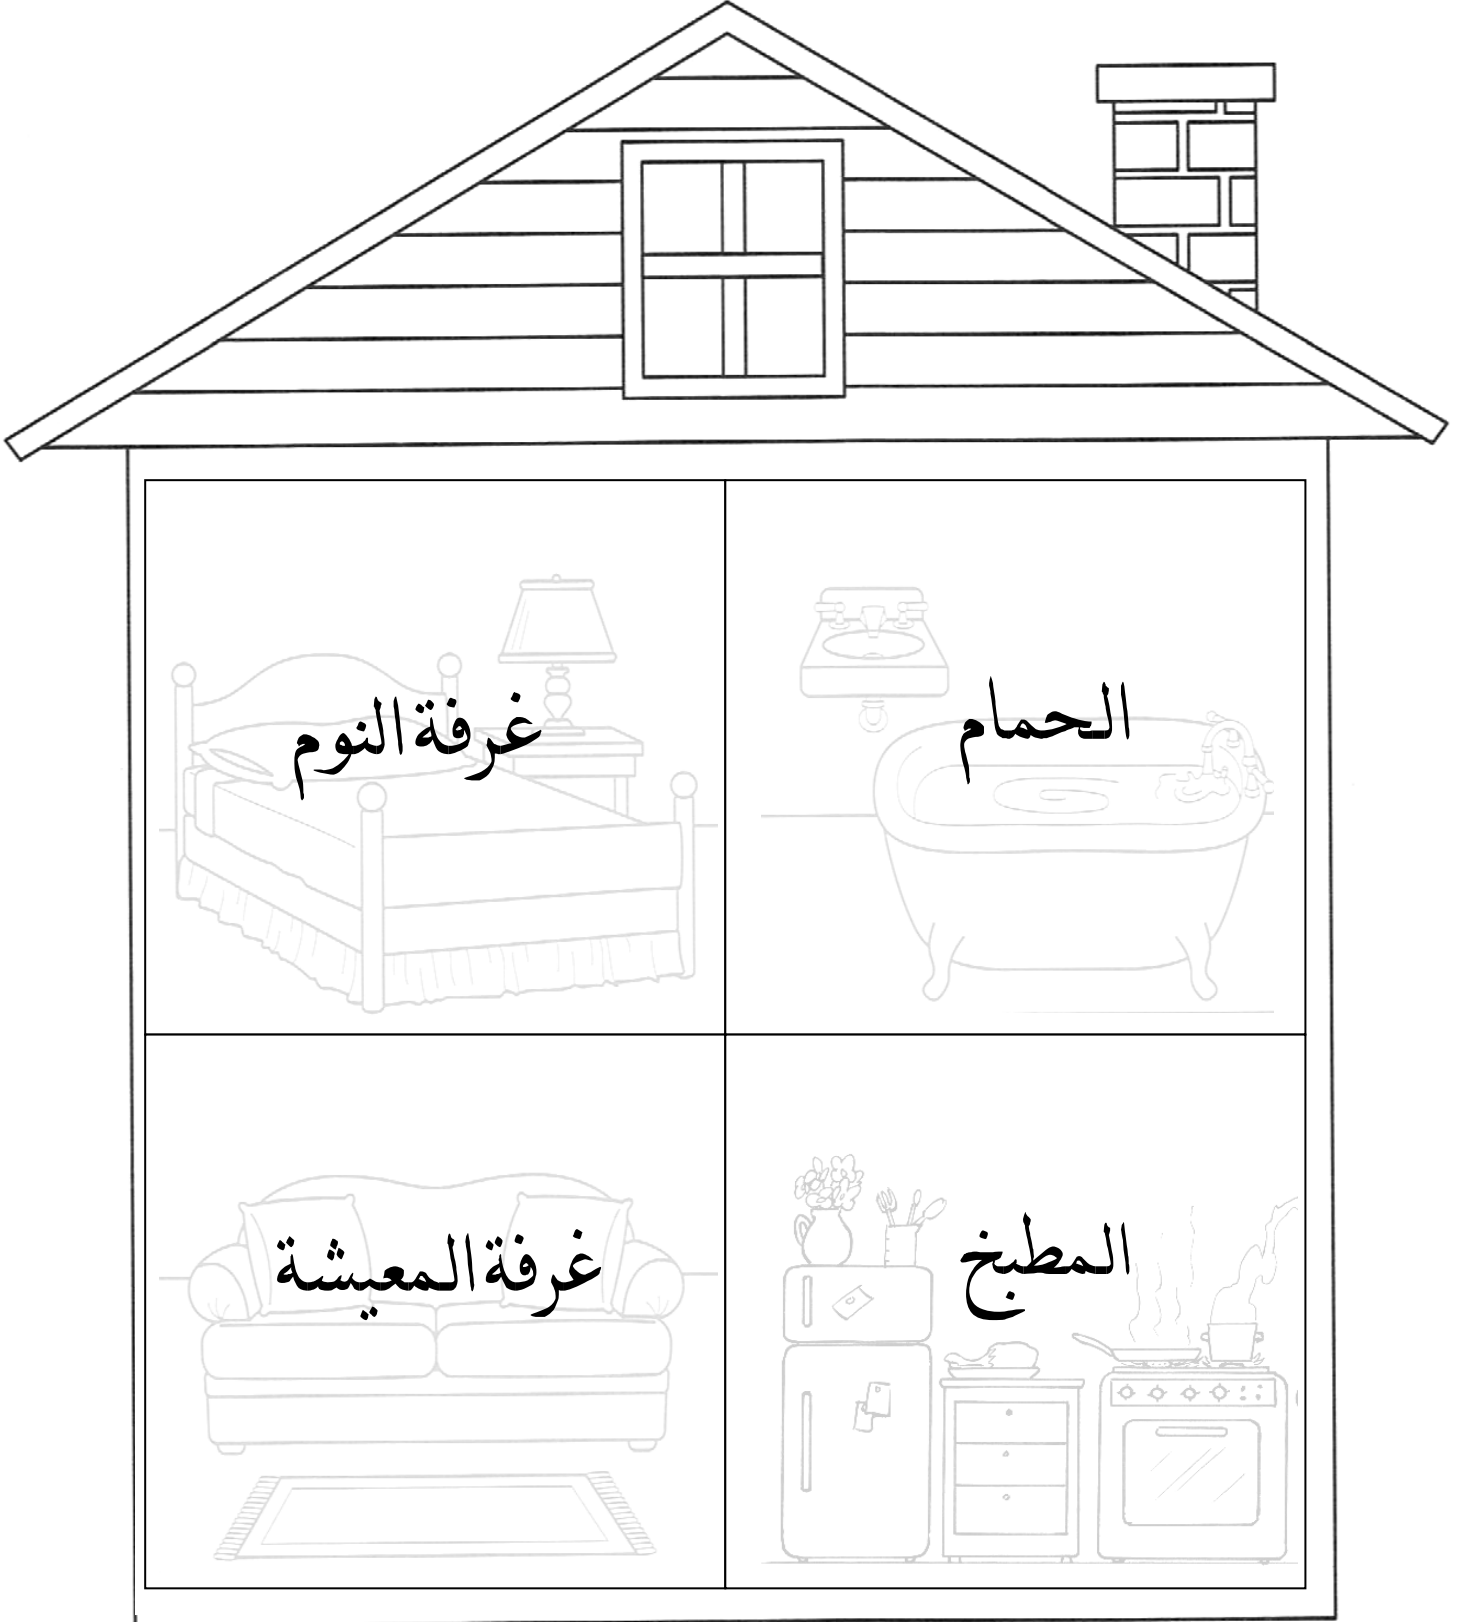 الحمام
غرفة النوم
المطبخ
غرفة المعيشة